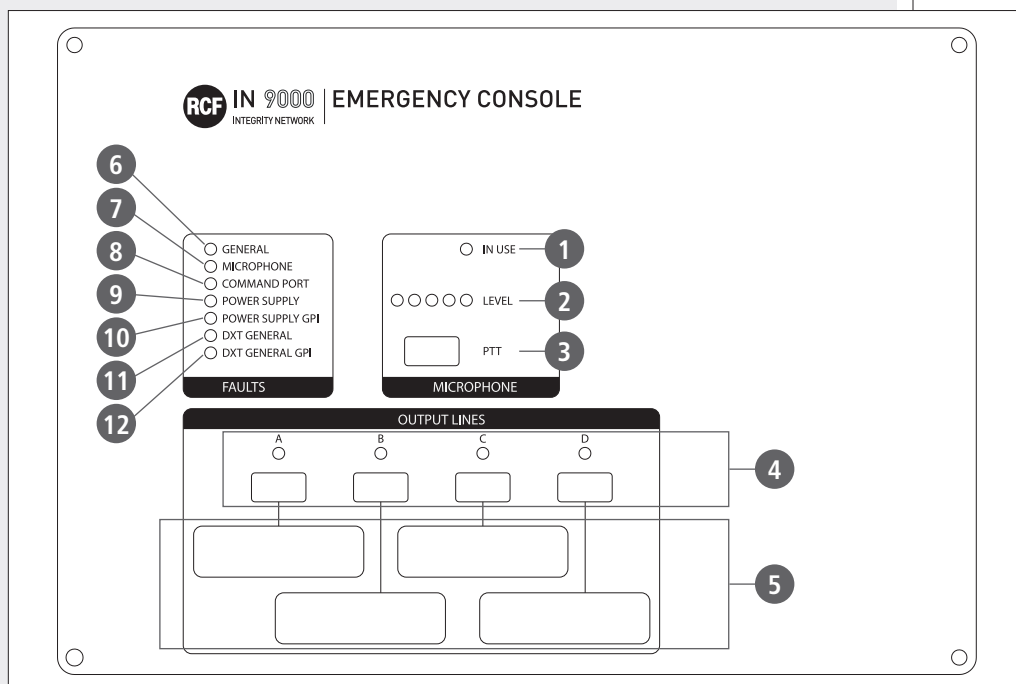 RCF IN 9000 EMERGENCY CONSOLE
INTEGRITY NETWORK
6
7
8
9
10
11
12
GENERAL
MICROPHONE
COMMAND PORT
POWER SUPPLY
POWER SUPPLY GPI
DXT GENERAL
DXT GENERAL GPI
FAULTS
IN USE
LEVEL
PTT
MICROPHONE
1
2
3
OUTPUT LINES
A B C D
4
5